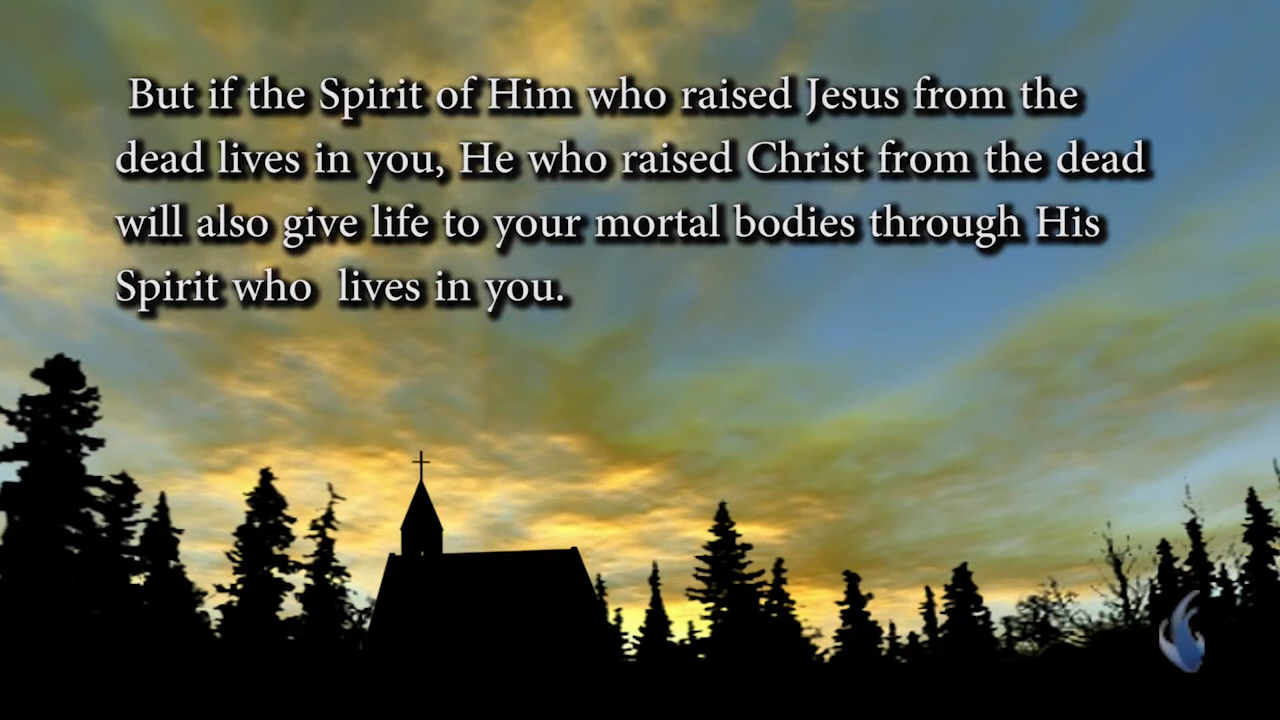 But if the Spirit of Him who raised Jesus from the
dead lives in you, He who raised Christ from the dead
will also give life to your mortal bodies through His
Spirit who  lives in you.